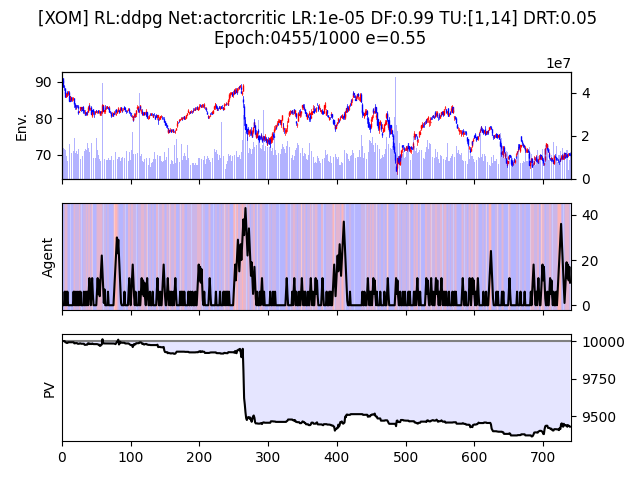 [XOM] RL:ddpg Net:actorcritic LR:1e-05 DF:0.99 TU:[1,14] DRT:0.05
Epoch:0455/1000 e=0.55
1e7
Env.
90
80
70
4
2
0
Agent
40
20
0
PV
10000
9750
9500
0 100 200 300 400 500 600 700